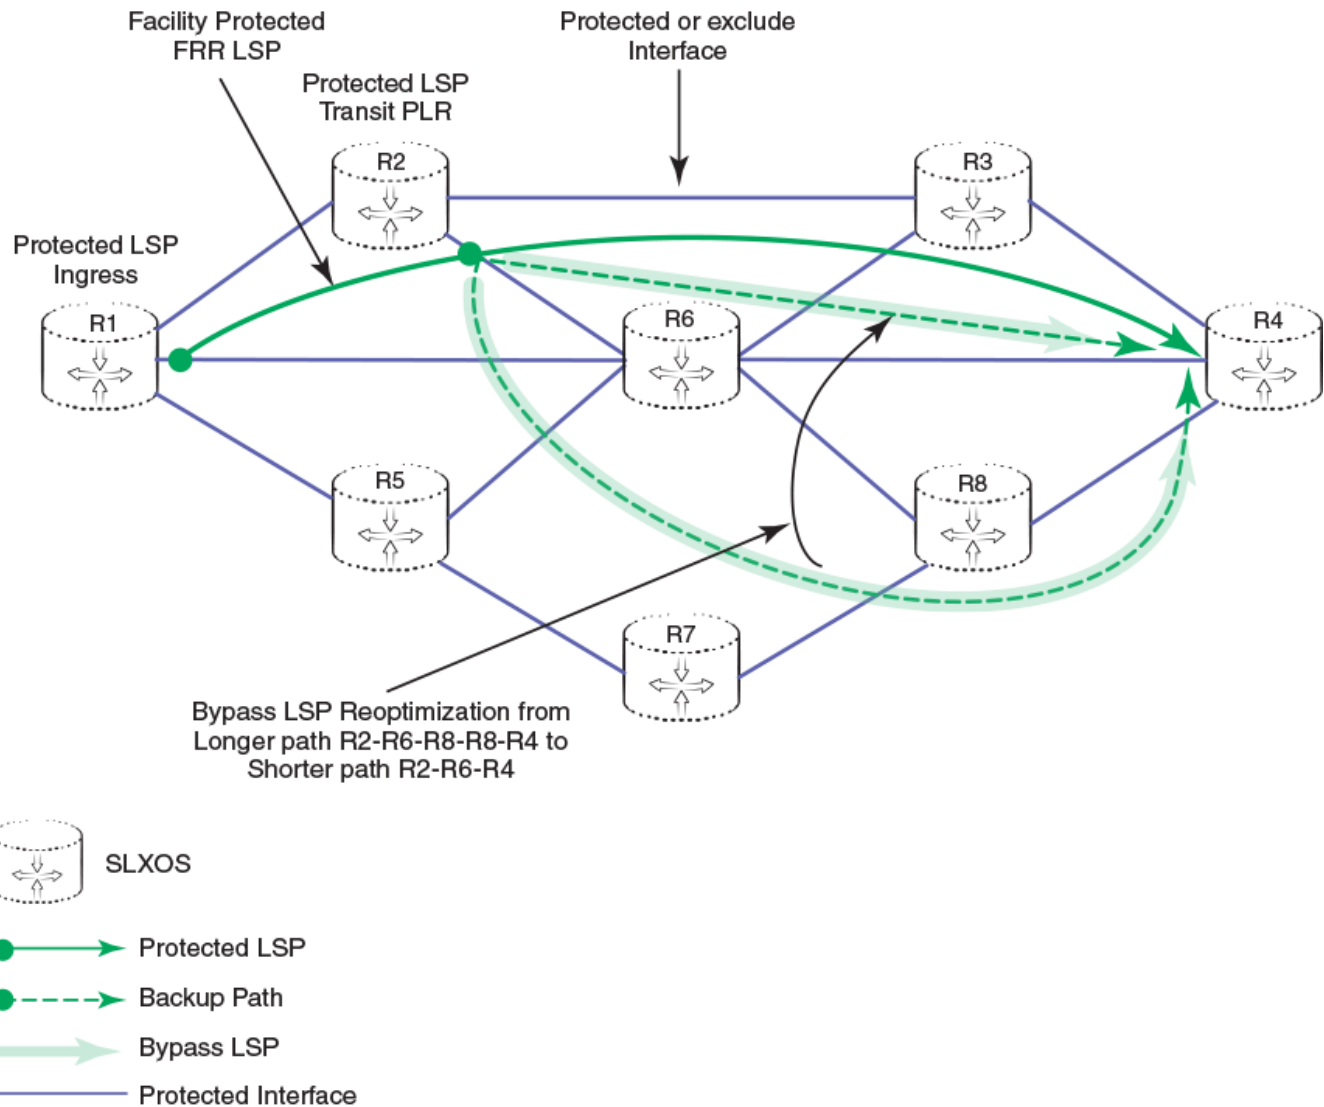 Facility Protected
FRR LSP
Protected or exclude
Interface
Protected LSP
Transit PLR
R2
R3
Protected LSP
Ingress
R1
R6
R4
R5
R8
R7
Bypass LSP Reoptimization from
Longer path R2-R6-R8-R8-R4 to
Shorter path R2-R6-R4
SLXOS
Protected LSP
Backup Path
Bypass LSP
Protected Interface